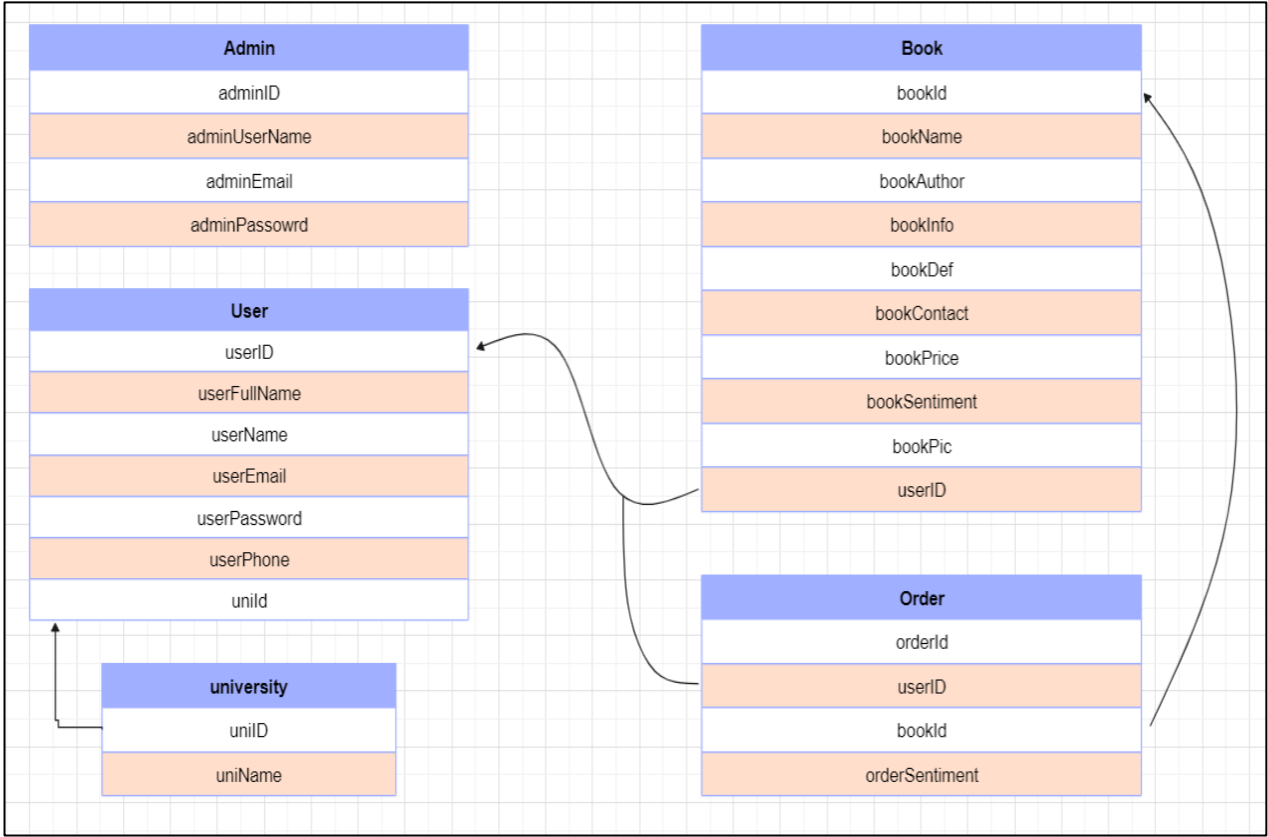 Admin
adminID
adminUserName
adminEmail
adminPassowrd
User
userID
userFullName
userName
userEmail
userPassword
userPhone
uniId
university
uniID
uniName
Book
bookId
bookName
bookAuthor
bookInfo
bookDef
bookContact
bookPrice
bookSentiment
bookPic
userID
Order
orderId
userID
bookId
orderSentiment